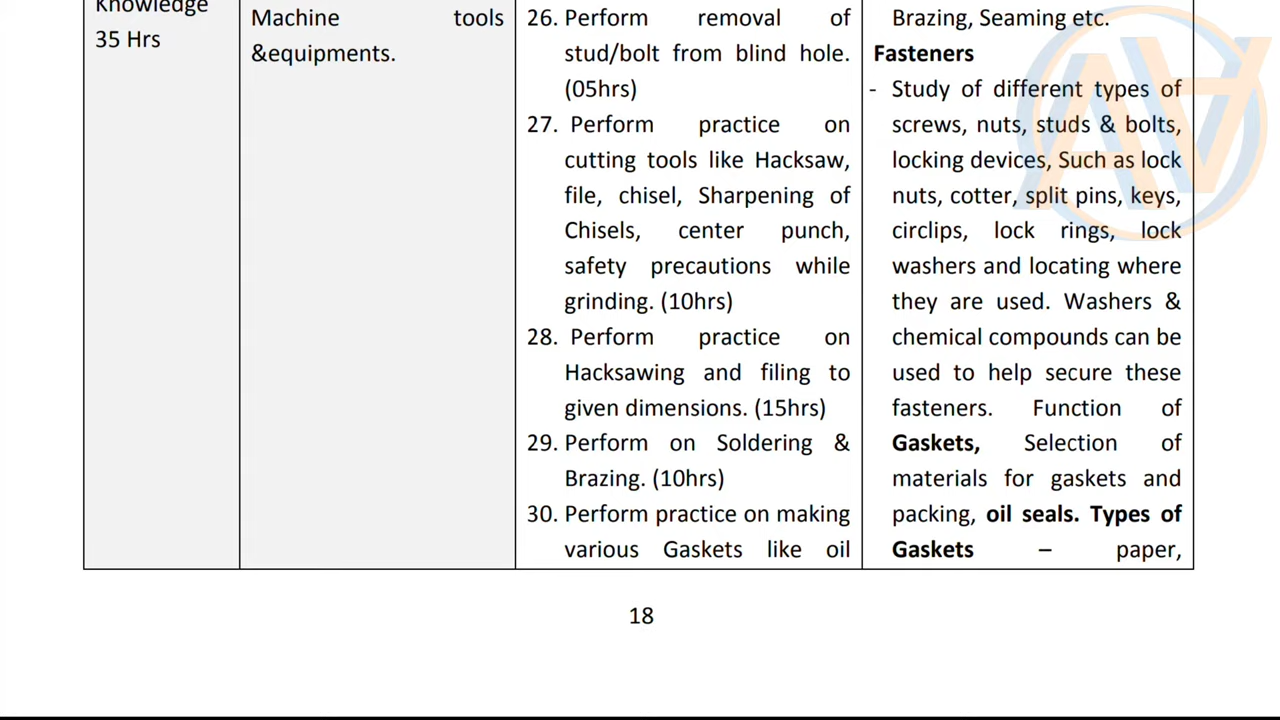 Knowledge
35 Hrs
Machine tools
&equipments.
26. Perform removal of
stud/bolt from blind hole.
(05hrs)
27. Perform practice on
cutting tools like Hacksaw,
file, chisel, Sharpening of
Chisels, center punch,
safety precautions while
grinding. (10hrs)
28. Perform practice on
Hacksawing and filing to
given dimensions. (15hrs)
29. Perform on Soldering &
Brazing. (10hrs)
30. Perform practice on making
various Gaskets like oil
Brazing, Seaming etc.
Fasteners
- Study of different types of
screws, nuts, studs & bolts,
locking devices, Such as lock
nuts, cotter, split pins, keys,
circlips, lock rings, lock
washers and locating where
they are used. Washers &
chemical compounds can be
used to help secure these
fasteners. Function of
Gaskets, Selection of
materials for gaskets and
packing, oil seals. Types of
Gaskets – paper,
18